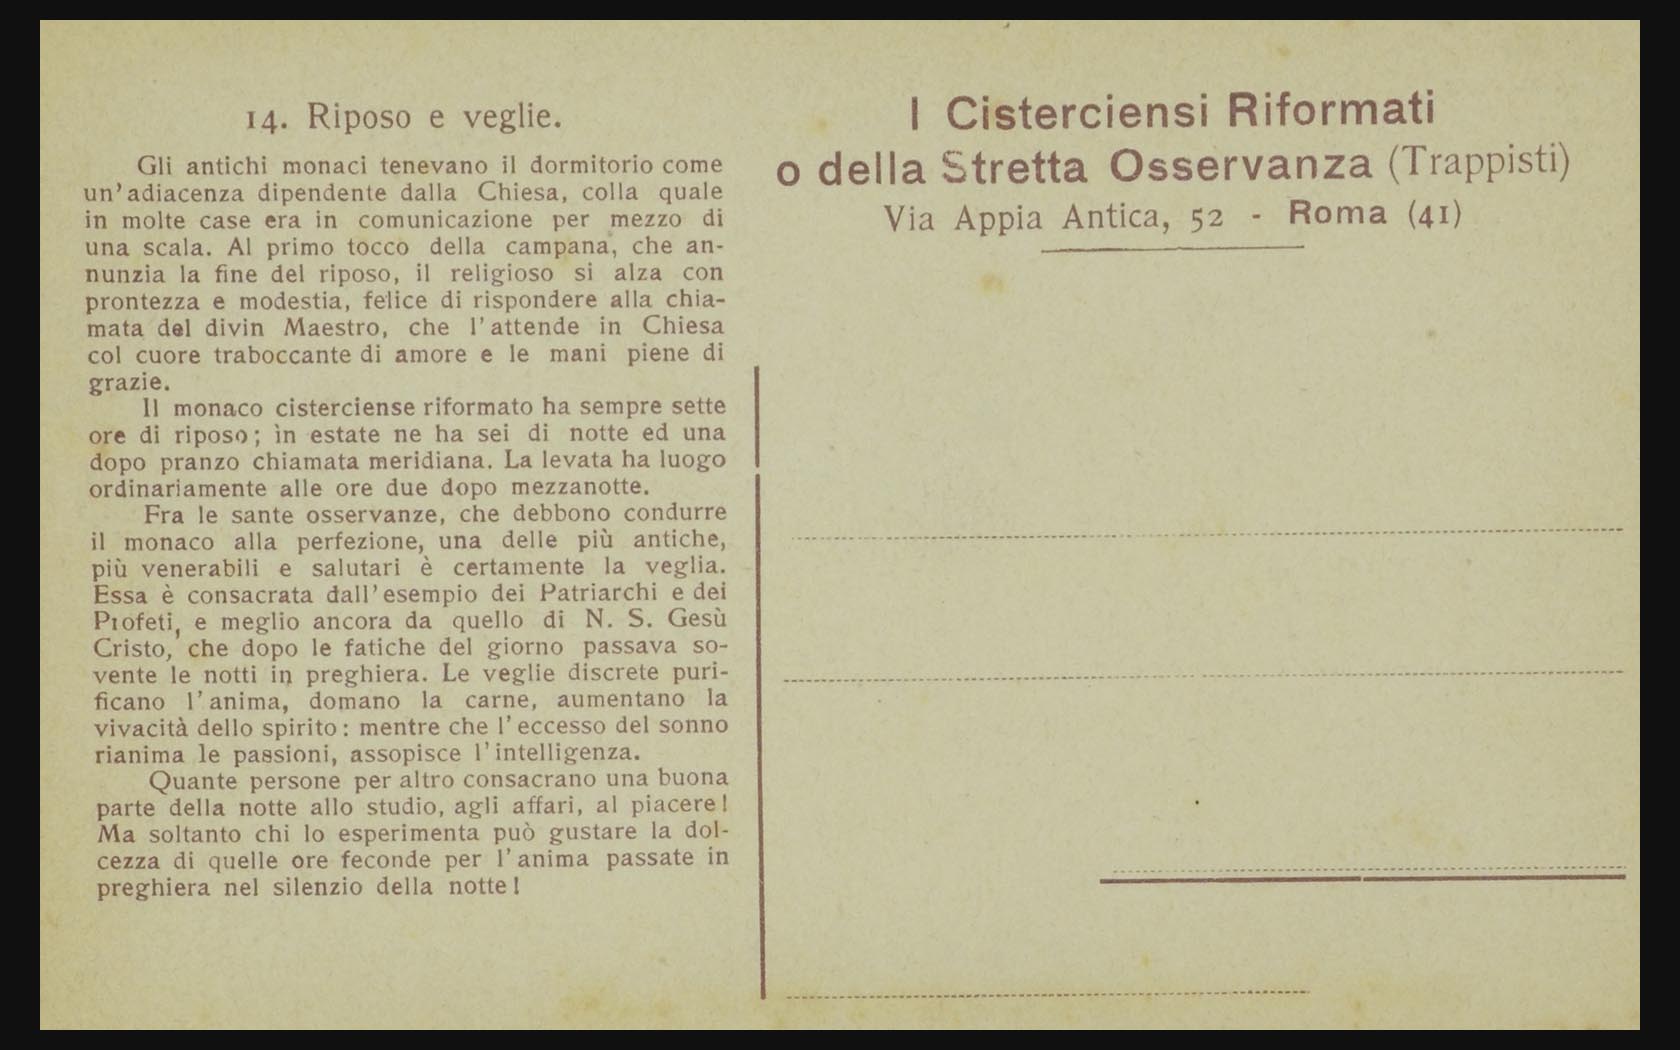 14. Riposo e veglie.
Gli antichi monaci tenevano il dormitorio come
un'adiacenza dipendente dalla Chiesa, colla quale
in molte case era in comunicazione per mezzo di
una scala. Al primo tocco della campana, che an-
nunzia la fine del riposo, il religioso si alza con
prontezza e modestia, felice di rispondere alla chia-
mata del divin Maestro, che l'attende in Chiesa
col cuore traboccante di amore e le mani piene di
grazie.
Il monaco cisterciense riformato ha sempre sette
ore di riposo; in estate ne ha sei di notte ed una
dopo pranzo chiamata meridiana. La levata ha luogo
ordinariamente alle ore due dopo mezzanotte.
Fra le sante osservanze, che debbono condurre
il monaco alla perfezione, una delle più antiche,
più venerabili e salutari è certamente la veglia.
Essa è consacrata dall'esempio dei Patriarchi e dei
Profeti, e meglio ancora da quello di N. S. Gesù
Cristo, che dopo le fatiche del giorno passava so-
vente le notti in preghiera. Le veglie discrete puri-
ficano l'anima, domano la carne, aumentano la
vivacità dello spirito: mentre che l'eccesso del sonno
rianima le passioni, assopisce l'intelligenza.
Quante persone per altro consacrano una buona
parte della notte allo studio, agli affari, al piacere!
Ma soltanto chi lo esperimenta può gustare la dol-
cezza di quelle ore feconde per l'anima passate in
preghiera nel silenzio della notte!
I Cisterciensi Riformati
o della Stretta Osservanza (Trappisti)
Via Appia Antica, 52 - Roma (41)